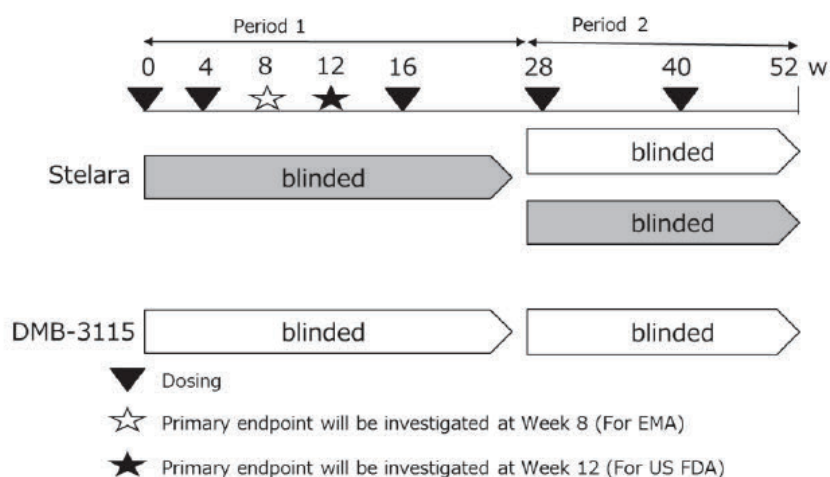 Period 1 Period 2
0 4 8 12 16 28 40 52 w
blinded
Stelara blinded
blinded
DMB-3115 blinded blinded
Dosing
Primary endpoint will be investigated at Week 8 (For EMA)
Primary endpoint will be investigated at Week 12 (For US FDA)